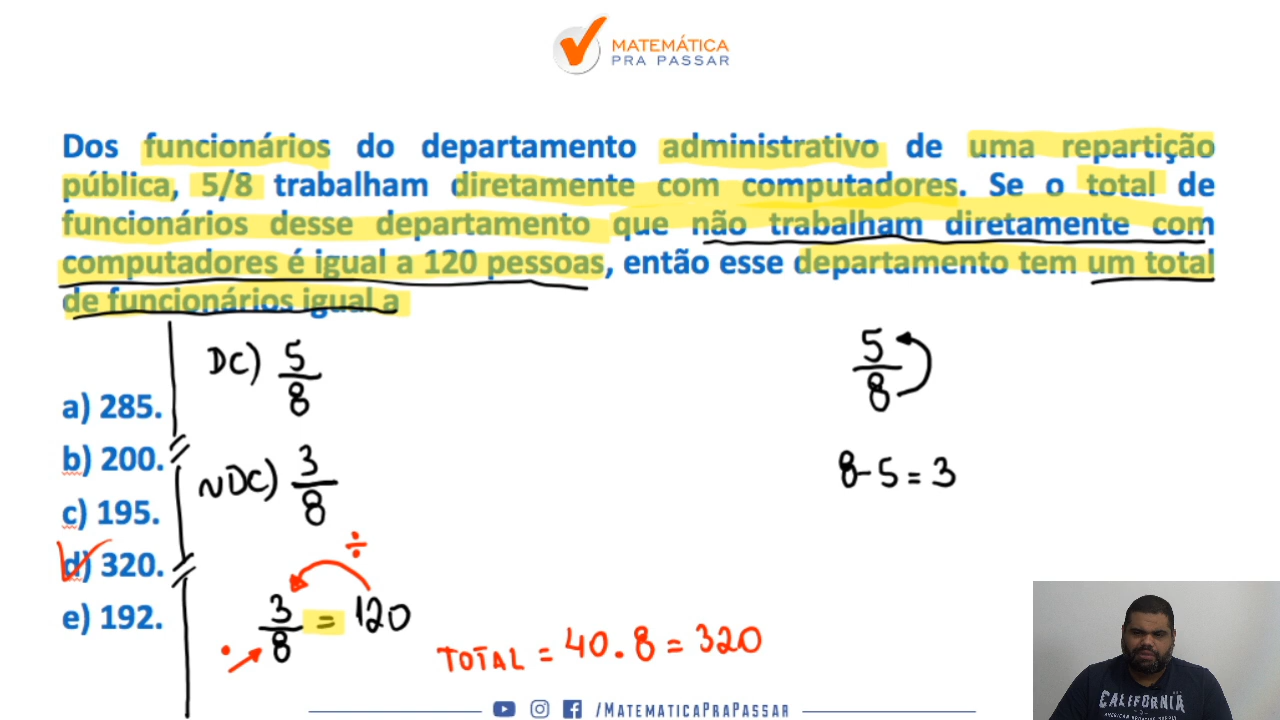 MATEMÁTICA
PRA PASSAR
Dos funcionários do departamento administrativo de uma repartição
pública, 5/8 trabalham diretamente com computadores. Se o total de
funcionários desse departamento que não trabalham diretamente com
computadores é igual a 120 pessoas, então esse departamento tem um total
de funcionários igual a
a) 285.
b) 200.
c) 195.
d) 320.
e) 192.
DC) 5/8
NDC) 3/8
÷
3/8 = 120
TOTAL = 40 . 8 = 320
5/8
8-5=3
/MATEMATICAPRAPASSAR
CALIFORNIA